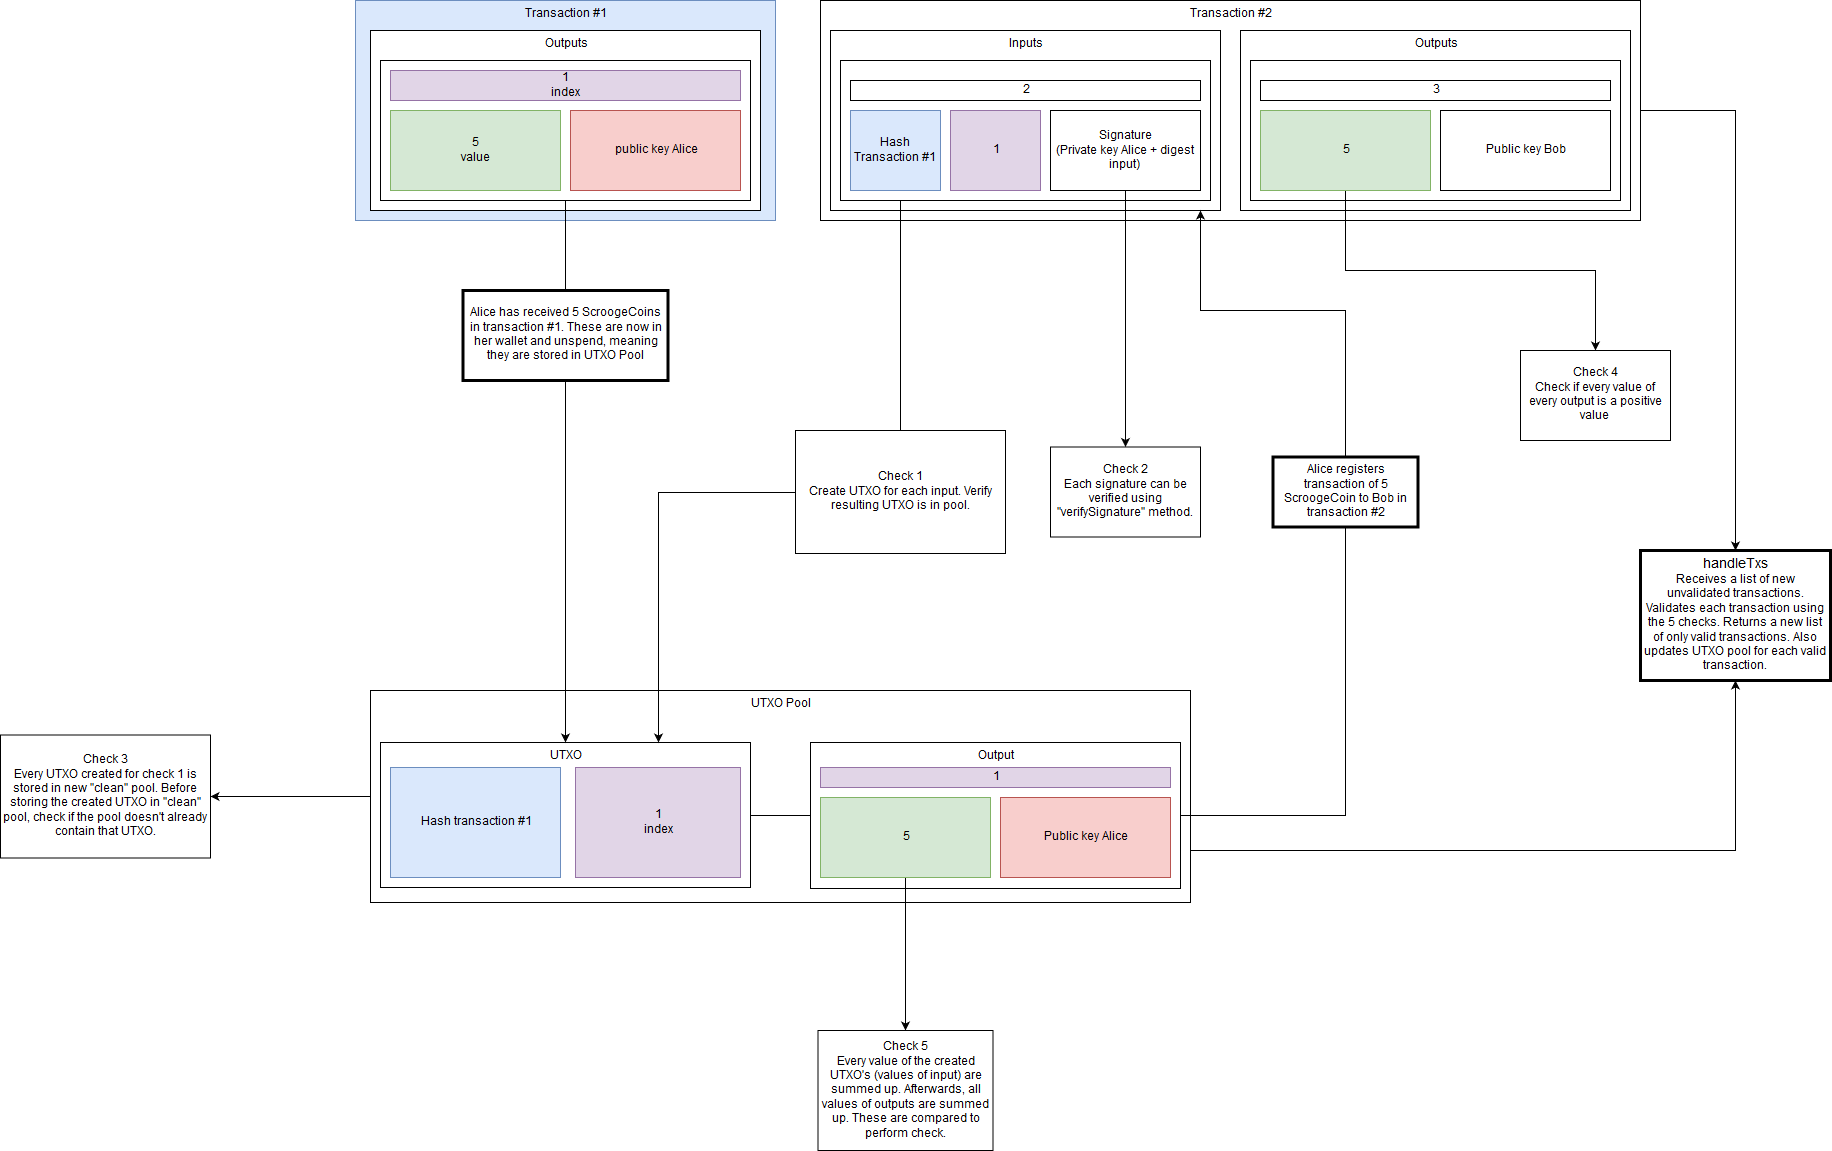 Transaction #1
Outputs
1
index
5
value
public key Alice
Transaction #2
Inputs
2
Hash
Transaction #1
1
Signature
(Private key Alice + digest
input)
Outputs
3
5
Public key Bob
Alice has received 5 ScroogeCoins
in transaction #1. These are now in
her wallet and unspend, meaning
they are stored in UTXO Pool
Check 4
Check if every value of
every output is a positive
value
Check 1
Create UTXO for each input. Verify
resulting UTXO is in pool.
Check 2
Each signature can be
verified using
"verifySignature" method.
Alice registers
transaction of 5
ScroogeCoin to Bob in
transaction #2
handleTxs
Receives a list of new
unvalidated transactions.
Validates each transaction using
the 5 checks. Returns a new list
of only valid transactions. Also
updates UTXO pool for each valid
transaction.
UTXO Pool
UTXO
Hash transaction #1
1
index
Output
1
5
Public key Alice
Check 3
Every UTXO created for check 1 is
stored in new "clean" pool. Before
storing the created UTXO in "clean"
pool, check if the pool doesn't already
contain that UTXO.
Check 5
Every value of the created
UTXO's (values of input) are
summed up. Afterwards, all
values of outputs are summed
up. These are compared to
perform check.